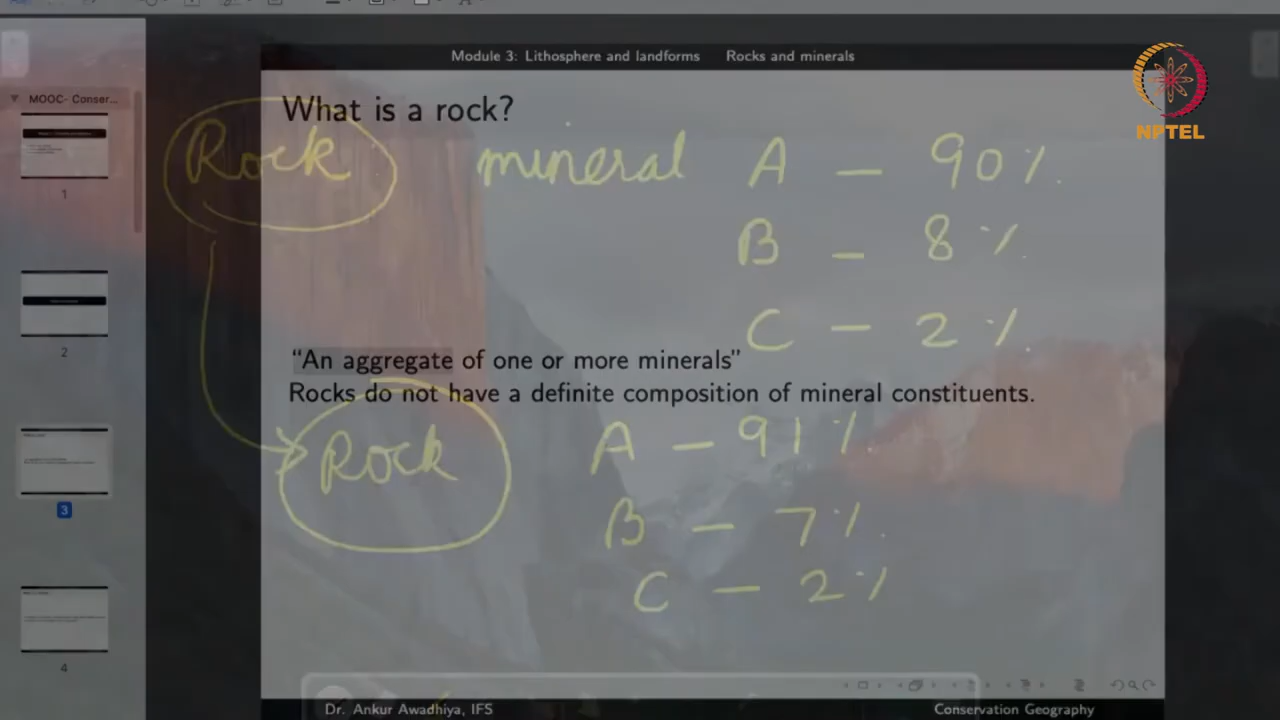 Module 3: Lithosphere and landforms Rocks and minerals
NPTEL
MOOC- Conser...
What is a rock?
Rock mineral A – 90%
B – 8%
C – 2%
"An aggregate of one or more minerals"
Rocks do not have a definite composition of mineral constituents.
Rock A – 91%
B – 7%
C – 2%
1
2
3
4
Dr. Ankur Awadhiya, IFS Conservation Geography